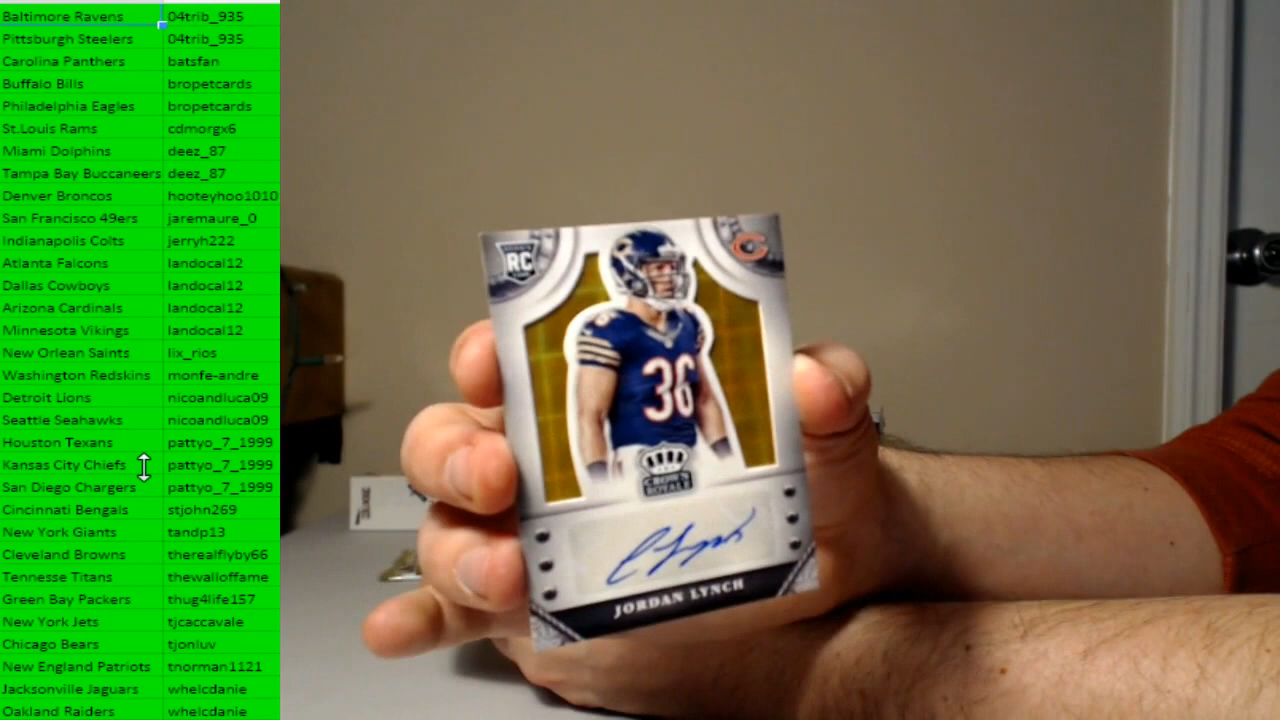 Baltimore Ravens 04trib_935
Pittsburgh Steelers 04trib_935
Carolina Panthers batsfan
Buffalo Bills bropetcards
Philadelphia Eagles bropetcards
St.Louis Rams cdmorgx6
Miami Dolphins deez_87
Tampa Bay Buccaneers deez_87
Denver Broncos hooteyhoo1010
San Francisco 49ers jaremaure_0
Indianapolis Colts jerryh222
Atlanta Falcons landocal12
Dallas Cowboys landocal12
Arizona Cardinals landocal12
Minnesota Vikings landocal12
New Orlean Saints lix_rios
Washington Redskins monfe-andre
Detroit Lions nicoandluca09
Seattle Seahawks nicoandluca09
Houston Texans pattyo_7_1999
Kansas City Chiefs pattyo_7_1999
San Diego Chargers pattyo_7_1999
Cincinnati Bengals stjohn269
New York Giants tandp13
Cleveland Browns therealflyby66
Tennesse Titans thewalloffame
Green Bay Packers thug4life157
New York Jets tjcaccavale
Chicago Bears tjonluv
New England Patriots tnorman1121
Jacksonville Jaguars whelcdanie
Oakland Raiders whelcdanie
RC
C
36
36
CROWN
ROYALE
JORDAN LYNCH